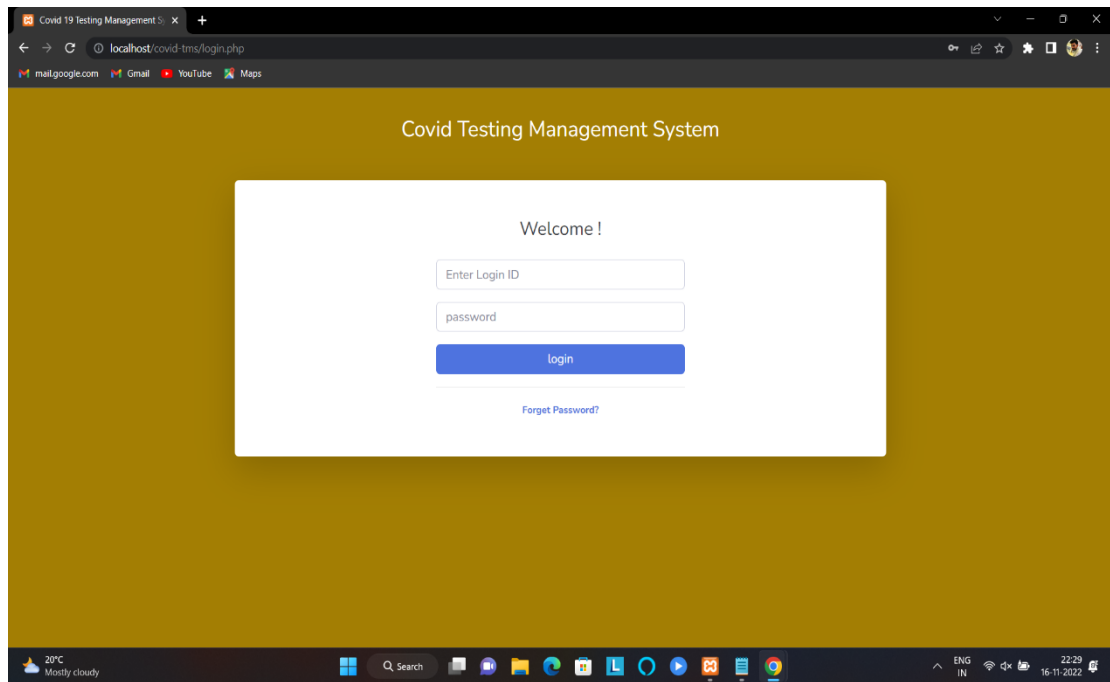 Covid 19 Testing Management S
localhost/covid-tms/login.php
mail.google.com Gmail YouTube Maps
Covid Testing Management System
Welcome !
Enter Login ID
password
login
Forget Password?
20°C
Mostly cloudy
Search
L
ENG
IN
22:29
16-11-2022